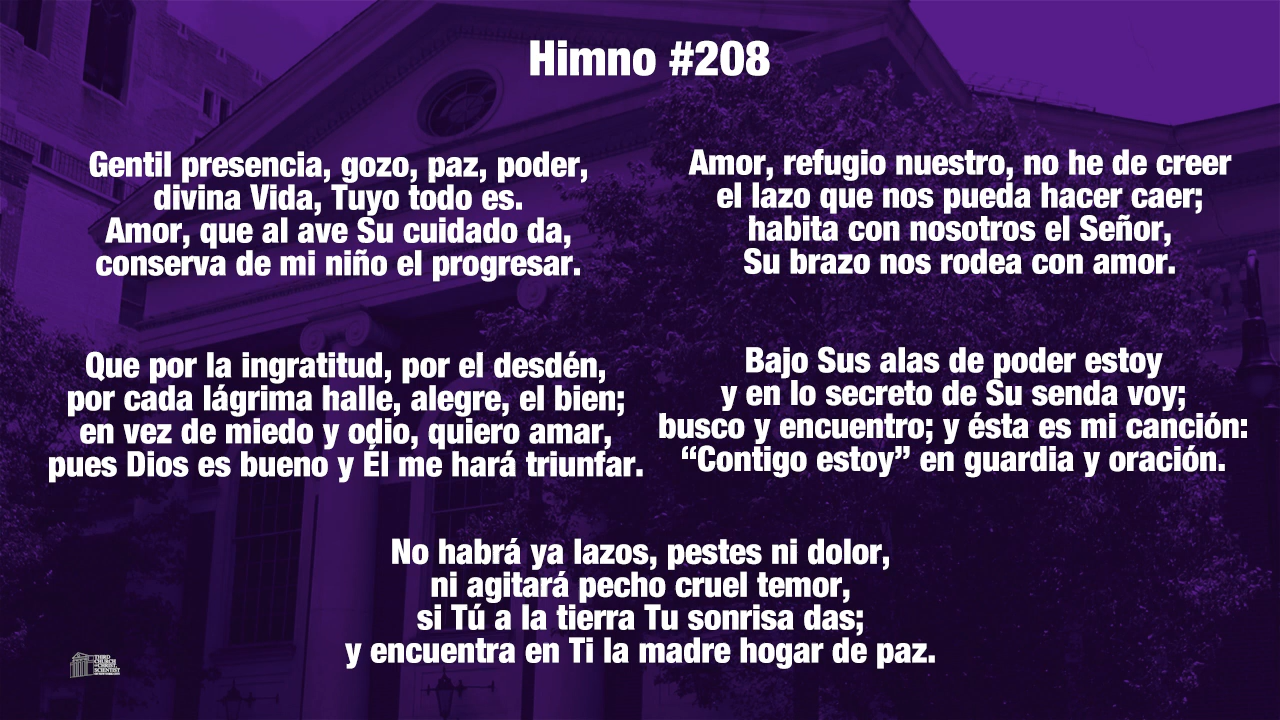 Himno #208
Gentil presencia, gozo, paz, poder,
divina Vida, Tuyo todo es.
Amor, que al ave Su cuidado da,
conserva de mi niño el progresar.
Amor, refugio nuestro, no he de creer
el lazo que nos pueda hacer caer;
habita con nosotros el Señor,
Su brazo nos rodea con amor.
Que por la ingratitud, por el desdén,
por cada lágrima halle, alegre, el bien;
en vez de miedo y odio, quiero amar,
pues Dios es bueno y Él me hará triunfar.
Bajo Sus alas de poder estoy
y en lo secreto de Su senda voy;
busco y encuentro; y ésta es mi canción:
“Contigo estoy” en guardia y oración.
No habrá ya lazos, pestes ni dolor,
ni agitará pecho cruel temor,
si Tú a la tierra Tu sonrisa das;
y encuentra en Ti la madre hogar de paz.
THIRD
CHURCH
OF CHRIST
SCIENTIST